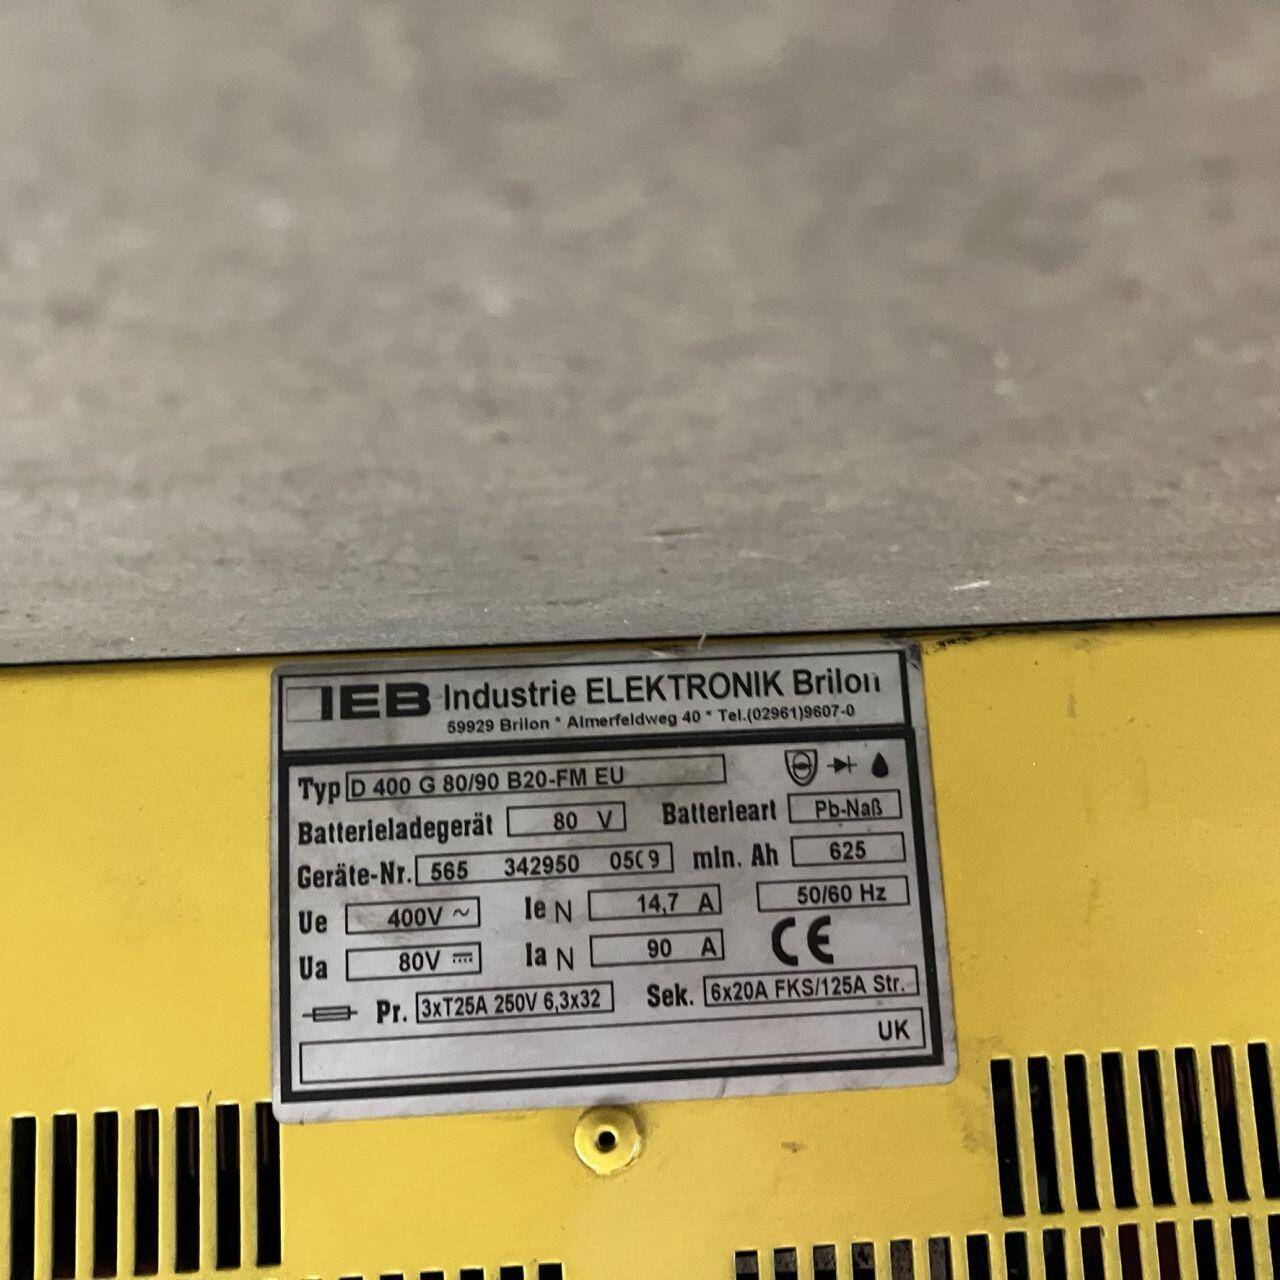 IEB Industrie ELEKTRONIK Brilon
59929 Brilon * Almerfeldweg 40 * Tel.(02961)9607-0
Typ D 400 G 80/90 B20-FM EU
Batterieladegerät 80 V Batterieart Pb-Naß
Geräte-Nr. 565 342950 0509 min. Ah 625
Ue 400V ~ Ie N 14,7 A 50/60 Hz
Ua 80V Ia N 90 A CE
Pr. 3xT25A 250V 6,3x32 Sek. 6x20A FKS/125A Str.
UK